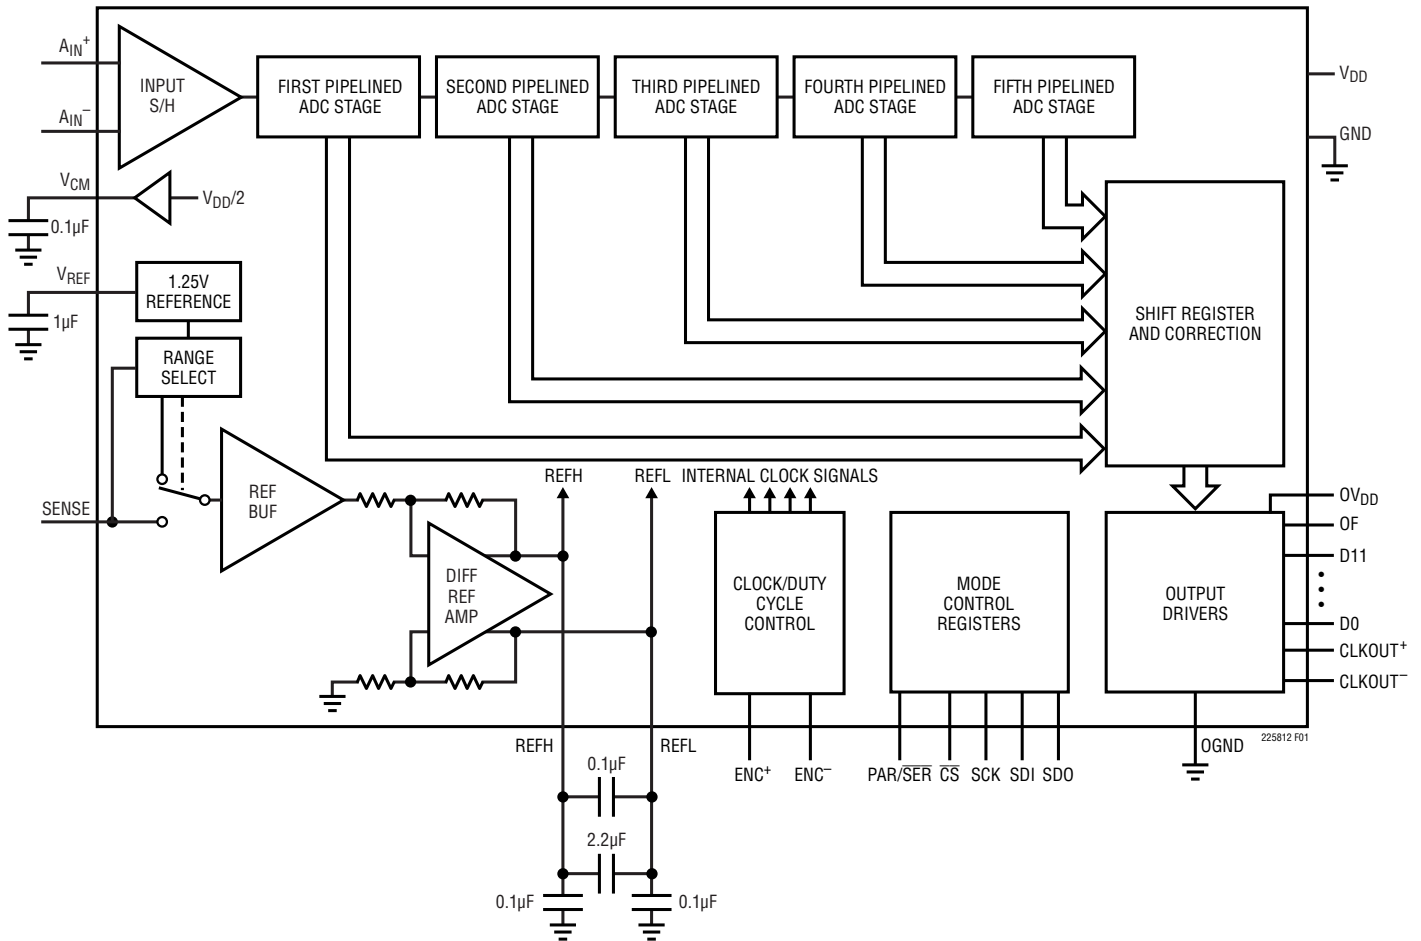 AIN+
INPUT
S/H
AIN−
FIRST PIPELINED
ADC STAGE
SECOND PIPELINED
ADC STAGE
THIRD PIPELINED
ADC STAGE
FOURTH PIPELINED
ADC STAGE
FIFTH PIPELINED
ADC STAGE
VDD
GND
VCM
VDD/2
0.1µF
VREF
1.25V
REFERENCE
1µF
RANGE
SELECT
SHIFT REGISTER
AND CORRECTION
SENSE
REF
BUF
REFH
REFL
INTERNAL CLOCK SIGNALS
DIFF
REF
AMP
CLOCK/DUTY
CYCLE
CONTROL
MODE
CONTROL
REGISTERS
OUTPUT
DRIVERS
OVDD
OF
D11
•
•
•
D0
CLKOUT+
CLKOUT−
REFH
REFL
ENC+
ENC−
PAR/S̅E̅R̅
C̅S̅
SCK
SDI
SDO
OGND
225812 F01
0.1µF
2.2µF
0.1µF
0.1µF